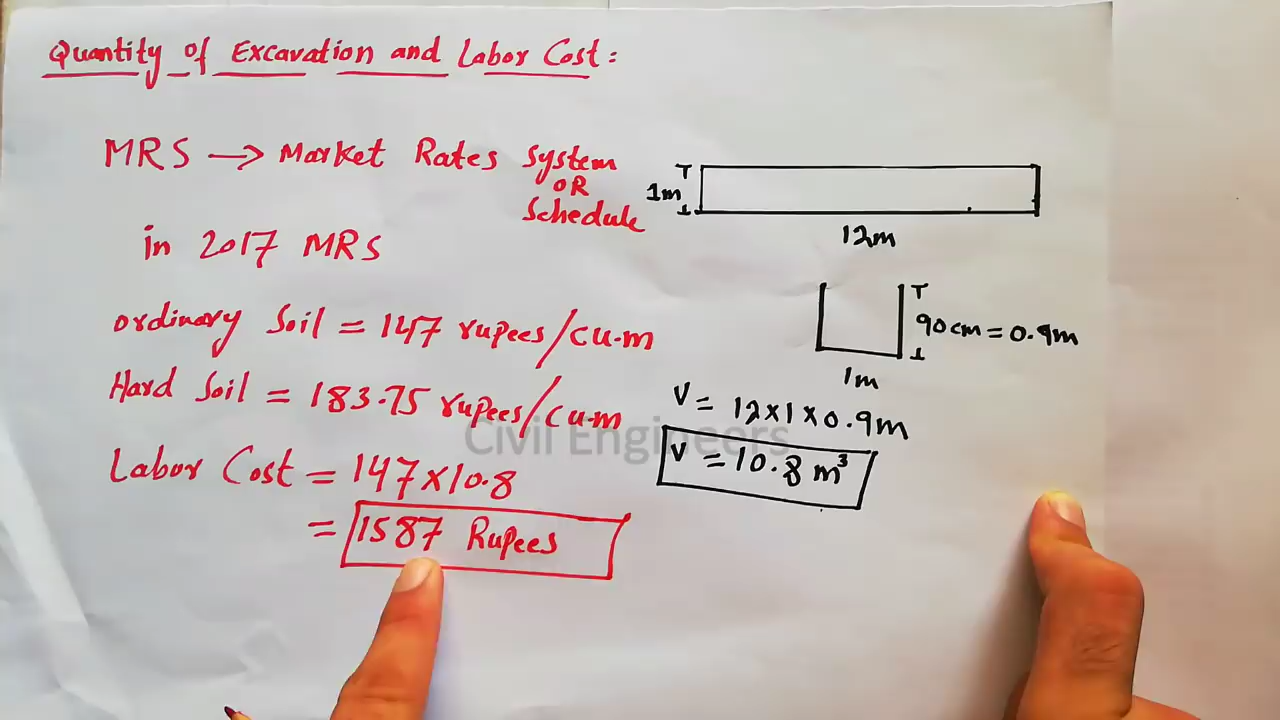 Quantity of Excavation and Labor Cost :
MRS → Market Rates System
OR
Schedule
in 2017 MRS
ordinary Soil = 147 rupees/cu.m
Hard Soil = 183.75 rupees/cu.m
Labor Cost = 147×10.8
= 1587 Rupees
1m
12m
90cm = 0.9m
1m
V = 12×1×0.9m
V = 10.8 m³
Civil Engineers